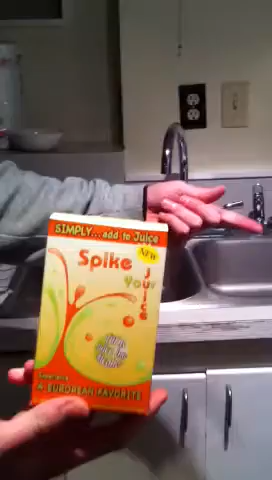 SIMPLY...add to Juice
NEW
Spike
Your
JUICE
A EUROPEAN FAVORITE